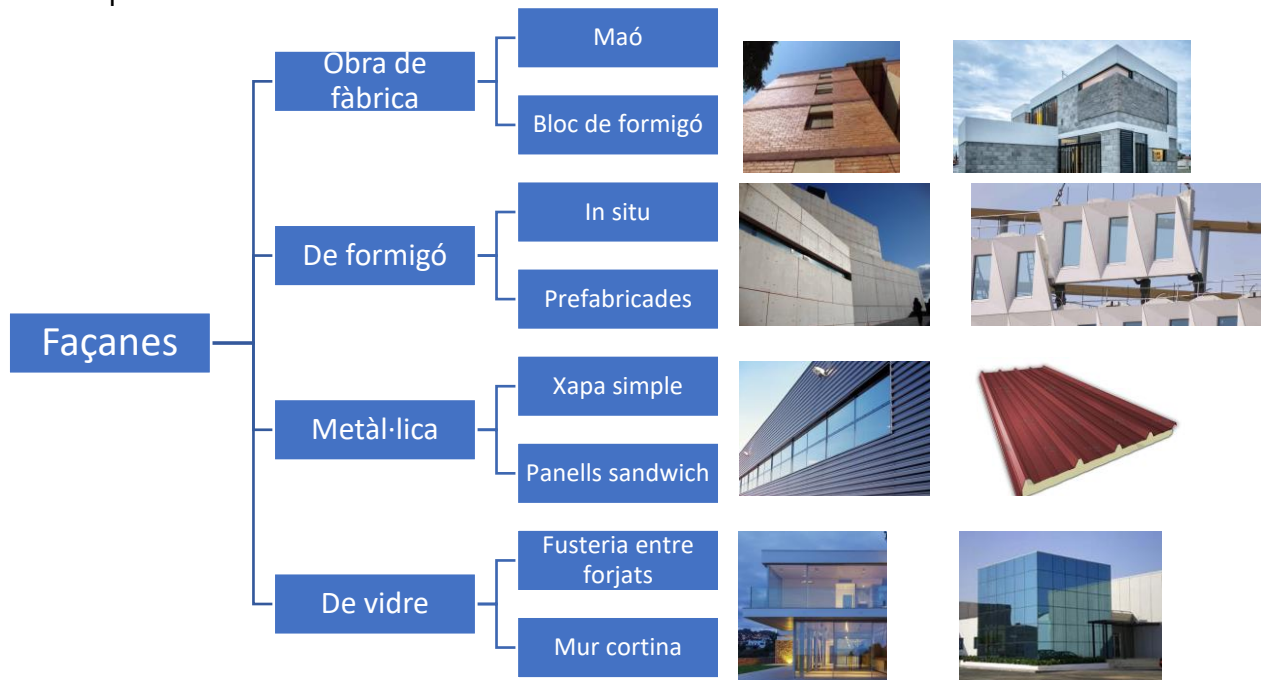 Façanes
Obra de
fàbrica
Maó
Bloc de formigó
De formigó
In situ
Prefabricades
Metàl·lica
Xapa simple
Panells sandwich
De vidre
Fusteria entre
forjats
Mur cortina